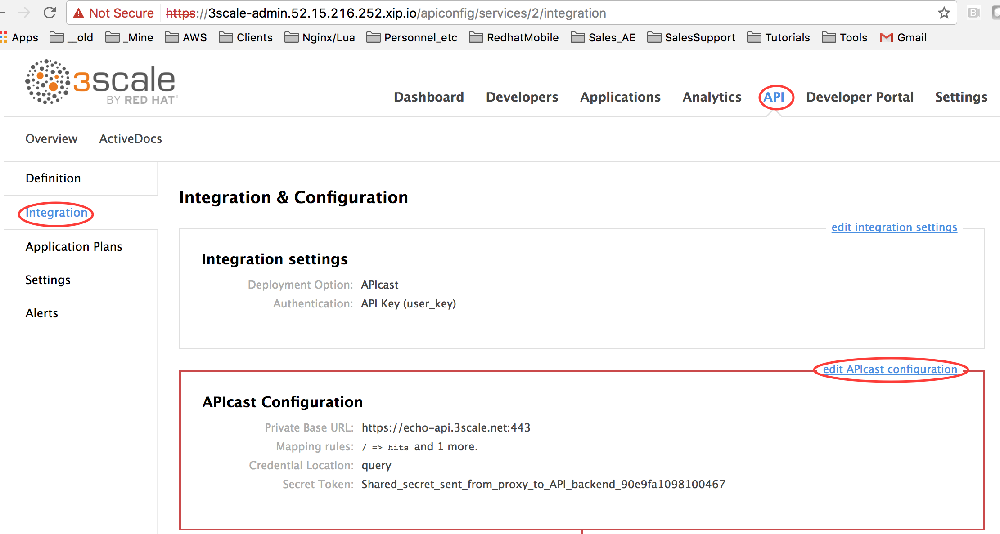 Not Secure https://3scale-admin.52.15.216.252.xip.io/apiconfig/services/2/integration
Apps __old _Mine AWS Clients Nginx/Lua Personnel_etc RedhatMobile Sales_AE SalesSupport Tutorials Tools Gmail
3scale
BY RED HAT
Dashboard Developers Applications Analytics API Developer Portal Settings
Overview ActiveDocs
Definition
Integration
Application Plans
Settings
Alerts
Integration & Configuration
edit integration settings
Integration settings
Deployment Option: APIcast
Authentication: API Key (user_key)
edit APIcast configuration
APIcast Configuration
Private Base URL: https://echo-api.3scale.net:443
Mapping rules: / => hits and 1 more.
Credential Location: query
Secret Token: Shared_secret_sent_from_proxy_to_API_backend_90e9fa1098100467